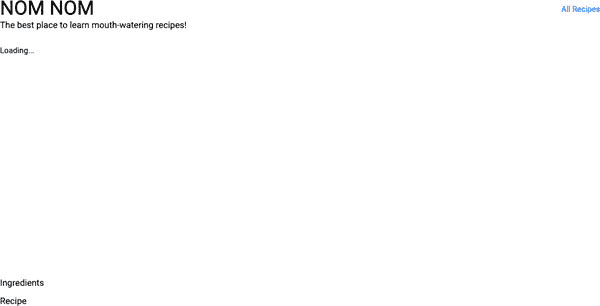 NOM NOM
All Recipes
The best place to learn mouth-watering recipes!
Loading...
Ingredients
Recipe